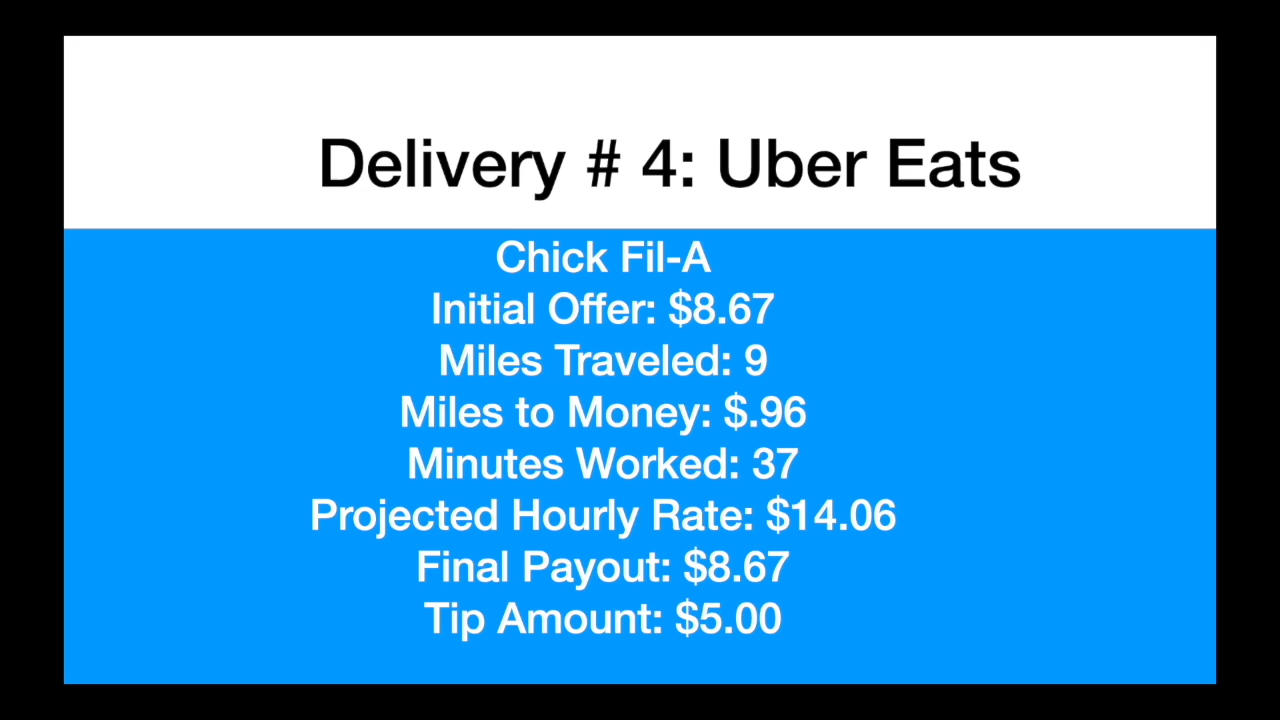 Delivery # 4: Uber Eats
Chick Fil-A
Initial Offer: $8.67
Miles Traveled: 9
Miles to Money: $.96
Minutes Worked: 37
Projected Hourly Rate: $14.06
Final Payout: $8.67
Tip Amount: $5.00